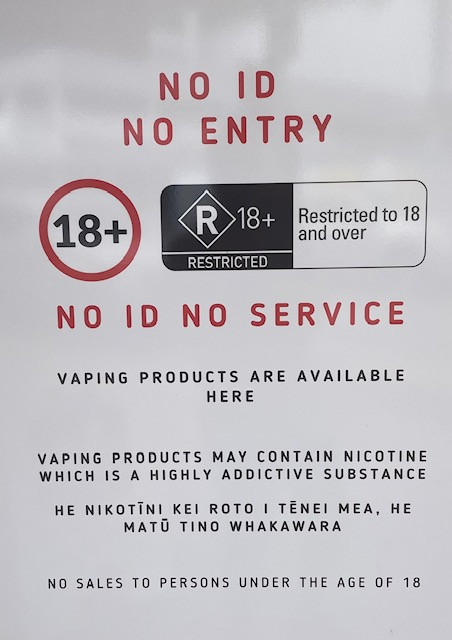 NO ID
NO ENTRY
18+
R 18+
RESTRICTED
Restricted to 18
and over
NO ID NO SERVICE
VAPING PRODUCTS ARE AVAILABLE
HERE
VAPING PRODUCTS MAY CONTAIN NICOTINE
WHICH IS A HIGHLY ADDICTIVE SUBSTANCE
HE NIKOTĪNI KEI ROTO I TĒNEI MEA, HE
MATŪ TINO WHAKAWARA
NO SALES TO PERSONS UNDER THE AGE OF 18